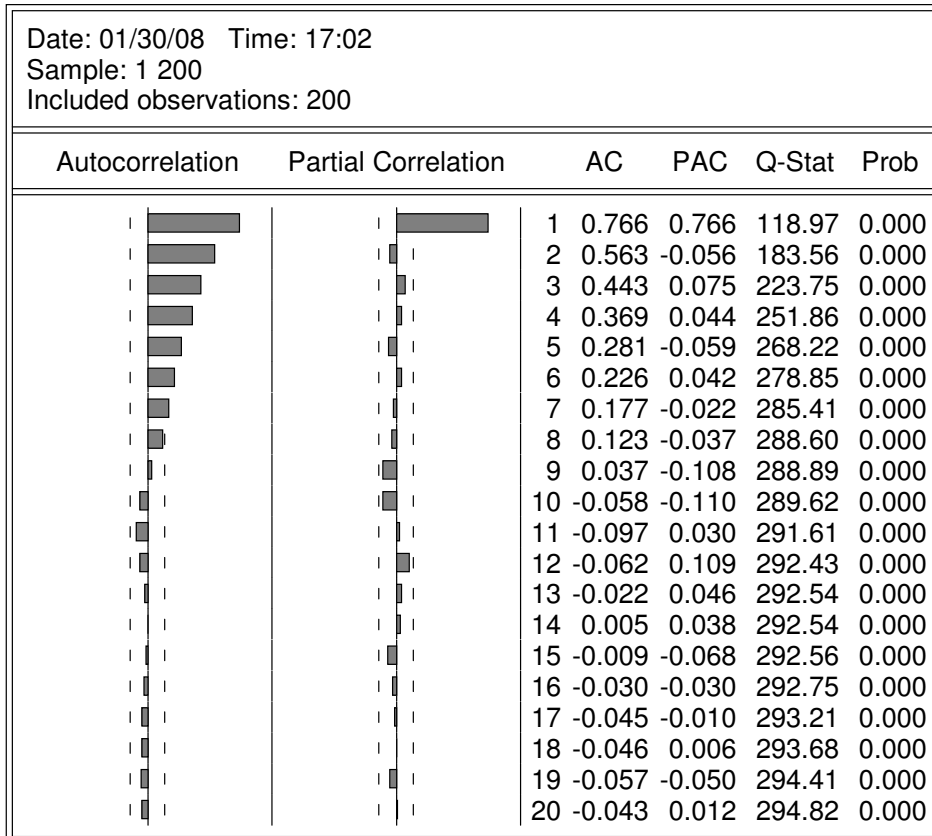 Date: 01/30/08 Time: 17:02
Sample: 1 200
Included observations: 200
Autocorrelation Partial Correlation AC PAC Q-Stat Prob
1 0.766 0.766 118.97 0.000
2 0.563 -0.056 183.56 0.000
3 0.443 0.075 223.75 0.000
4 0.369 0.044 251.86 0.000
5 0.281 -0.059 268.22 0.000
6 0.226 0.042 278.85 0.000
7 0.177 -0.022 285.41 0.000
8 0.123 -0.037 288.60 0.000
9 0.037 -0.108 288.89 0.000
10 -0.058 -0.110 289.62 0.000
11 -0.097 0.030 291.61 0.000
12 -0.062 0.109 292.43 0.000
13 -0.022 0.046 292.54 0.000
14 0.005 0.038 292.54 0.000
15 -0.009 -0.068 292.56 0.000
16 -0.030 -0.030 292.75 0.000
17 -0.045 -0.010 293.21 0.000
18 -0.046 0.006 293.68 0.000
19 -0.057 -0.050 294.41 0.000
20 -0.043 0.012 294.82 0.000